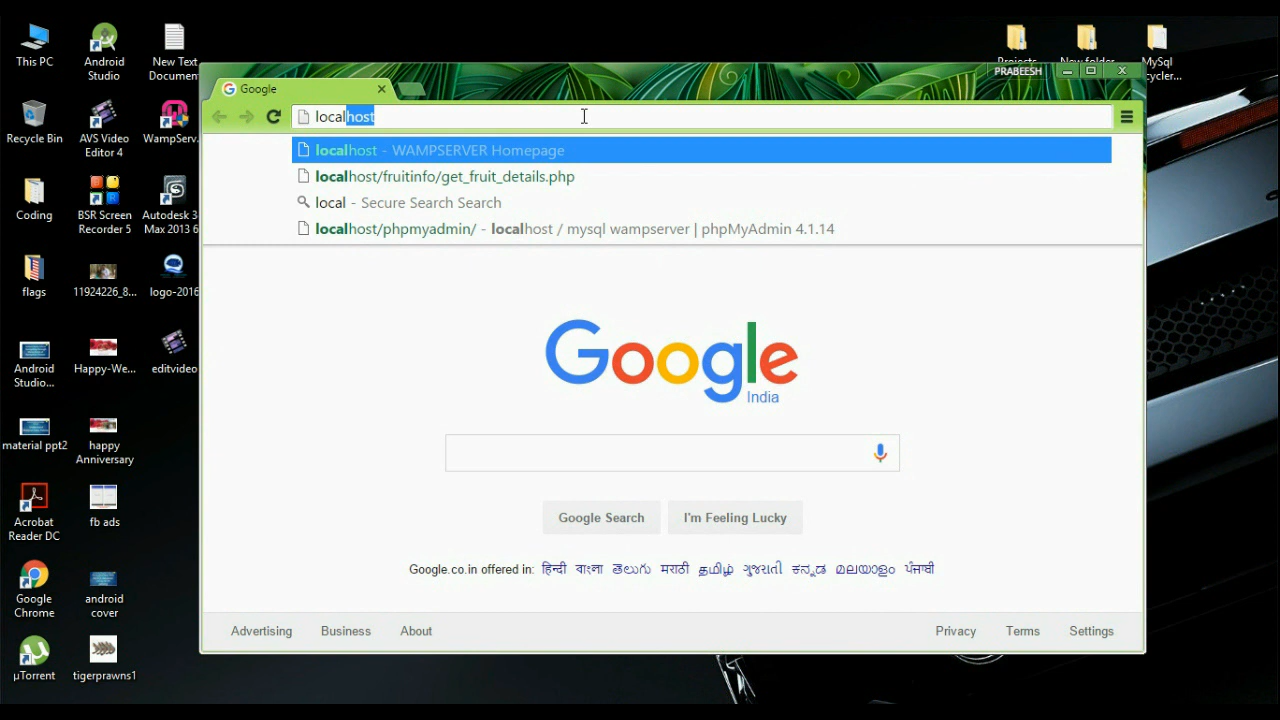 This PC
Android
Studio
New Text
Documen
Recycle Bin
AVS Video
Editor 4
WampServ.
Coding
BSR Screen
Recorder 5
Autodesk 3
Max 2013 6
flags
11924226_8...
logo-2016
Android
Studio...
Happy-We...
editvideo
material ppt2
happy
Anniversary
Acrobat
Reader DC
fb ads
Google
Chrome
android
cover
µTorrent
tigerprawns1
Projects
New folder
MySql
PRABEESH
Google
localhost
localhost - WAMPSERVER Homepage
localhost/fruitinfo/get_fruit_details.php
local - Secure Search Search
localhost/phpmyadmin/ - localhost / mysql wampserver | phpMyAdmin 4.1.14
Google
India
Google Search
I'm Feeling Lucky
Google.co.in offered in: हिन्दी বাংলা తెలుగు मराठी தமிழ் ગુજરાતી ಕನ್ನಡ മലയാളം ਪੰਜਾਬੀ
Advertising
Business
About
Privacy
Terms
Settings